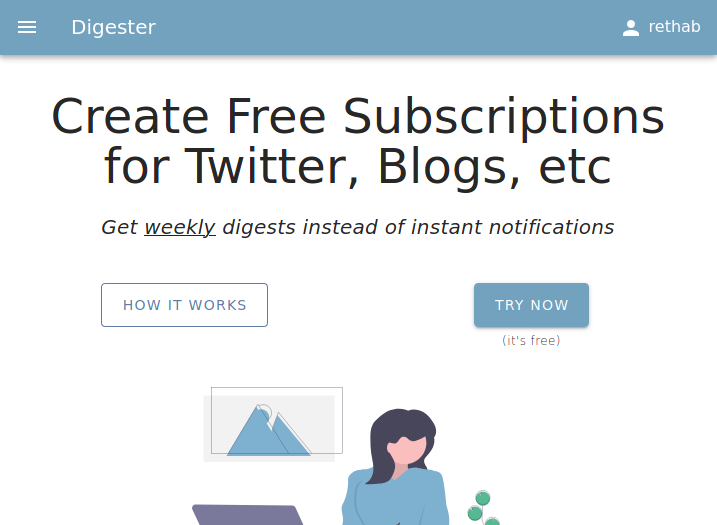 Digester
rethab
Create Free Subscriptions
for Twitter, Blogs, etc
Get weekly digests instead of instant notifications
HOW IT WORKS
TRY NOW
(it's free)